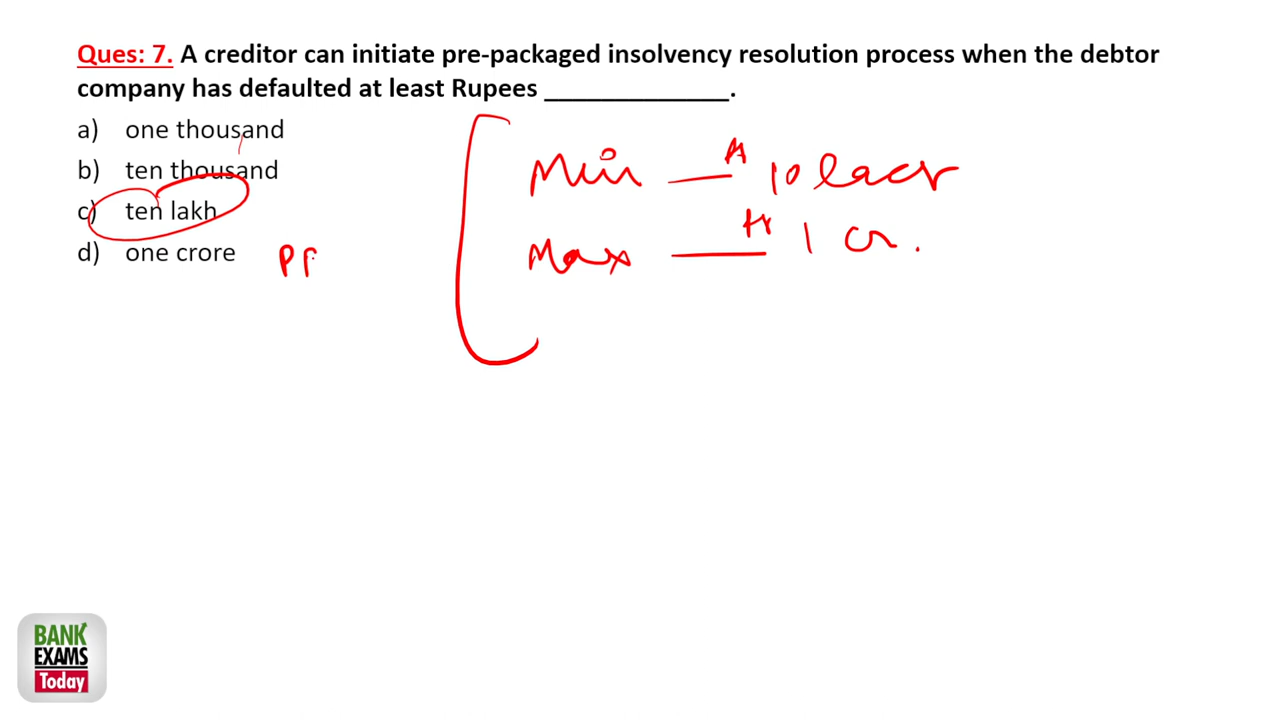 Ques: 7. A creditor can initiate pre-packaged insolvency resolution process when the debtor
company has defaulted at least Rupees _____________.
a) one thousand
b) ten thousand
c) ten lakh
d) one crore PP
Min — 10 lacs
Max — 1 Cr.
BANK
EXAMS
Today